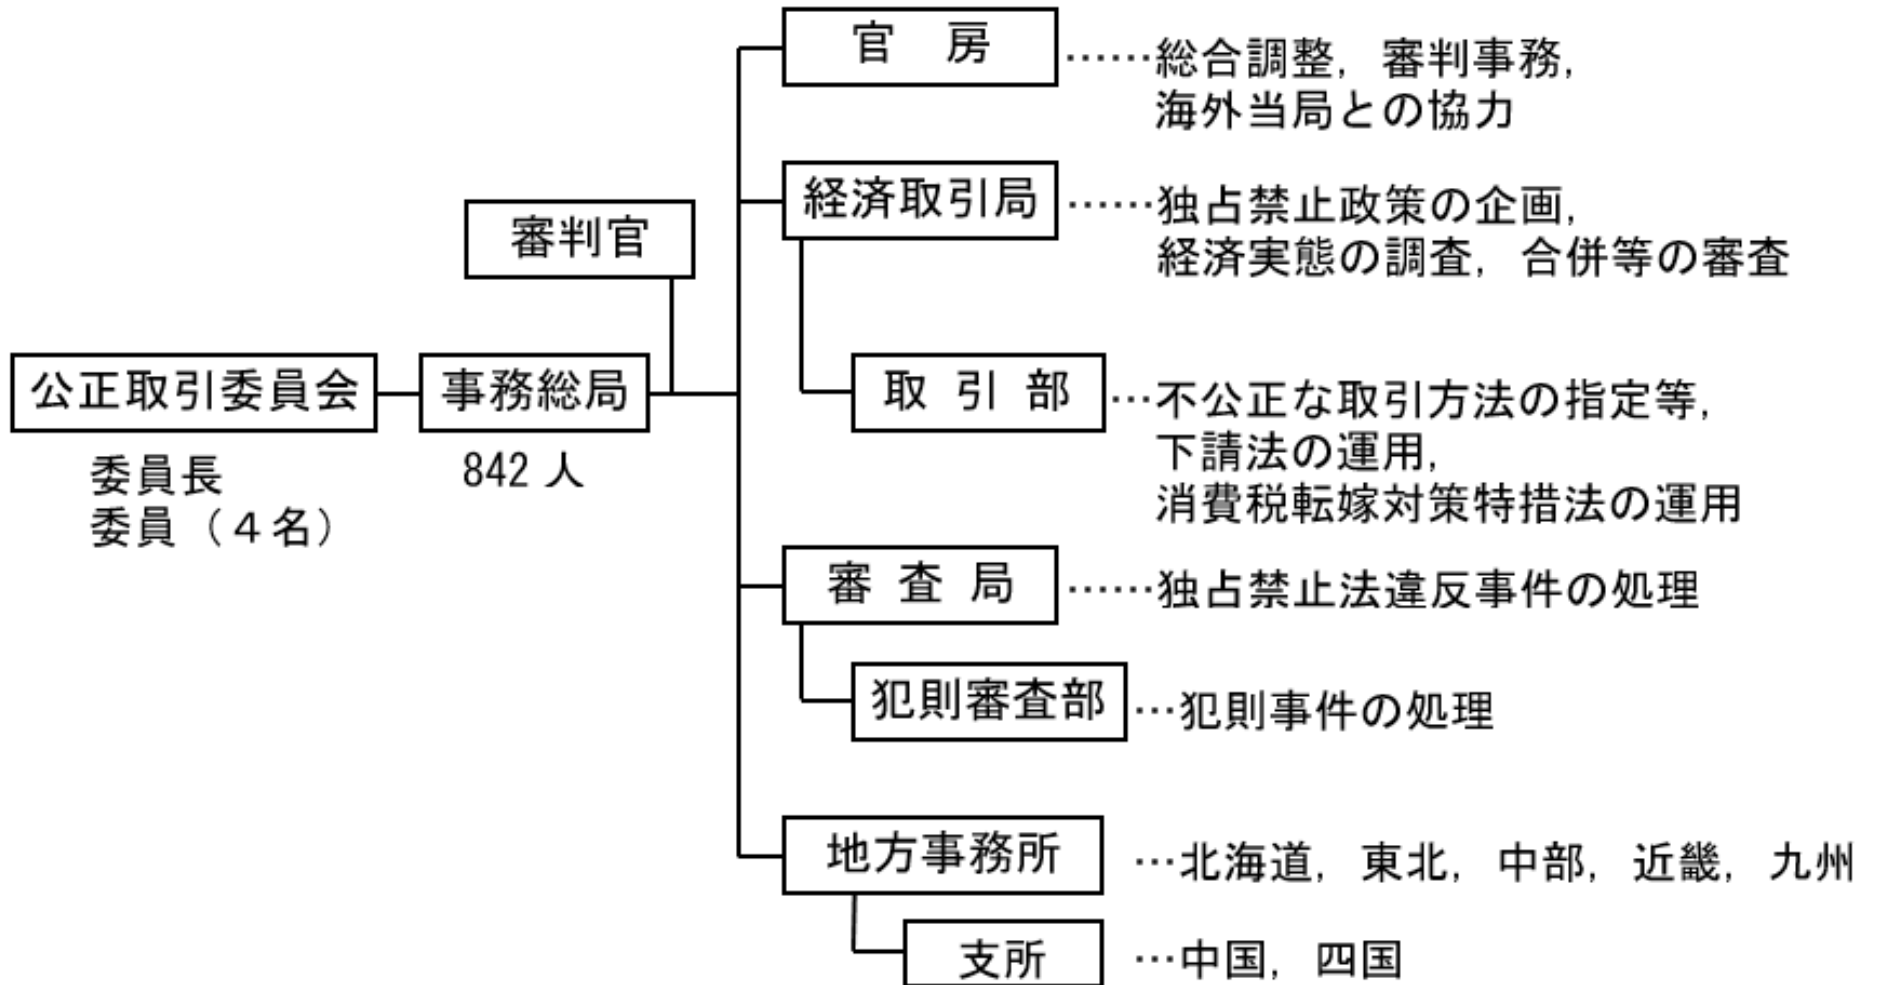 官　房
……総合調整，審判事務，
海外当局との協力
経済取引局
……独占禁止政策の企画，
経済実態の調査，合併等の審査
審判官
公正取引委員会
事務総局
委員長
委員（４名）
842 人
取 引 部
…不公正な取引方法の指定等，
下請法の運用，
消費税転嫁対策特措法の運用
審 査 局
……独占禁止法違反事件の処理
犯則審査部
…犯則事件の処理
地方事務所
…北海道，東北，中部，近畿，九州
支所
…中国，四国